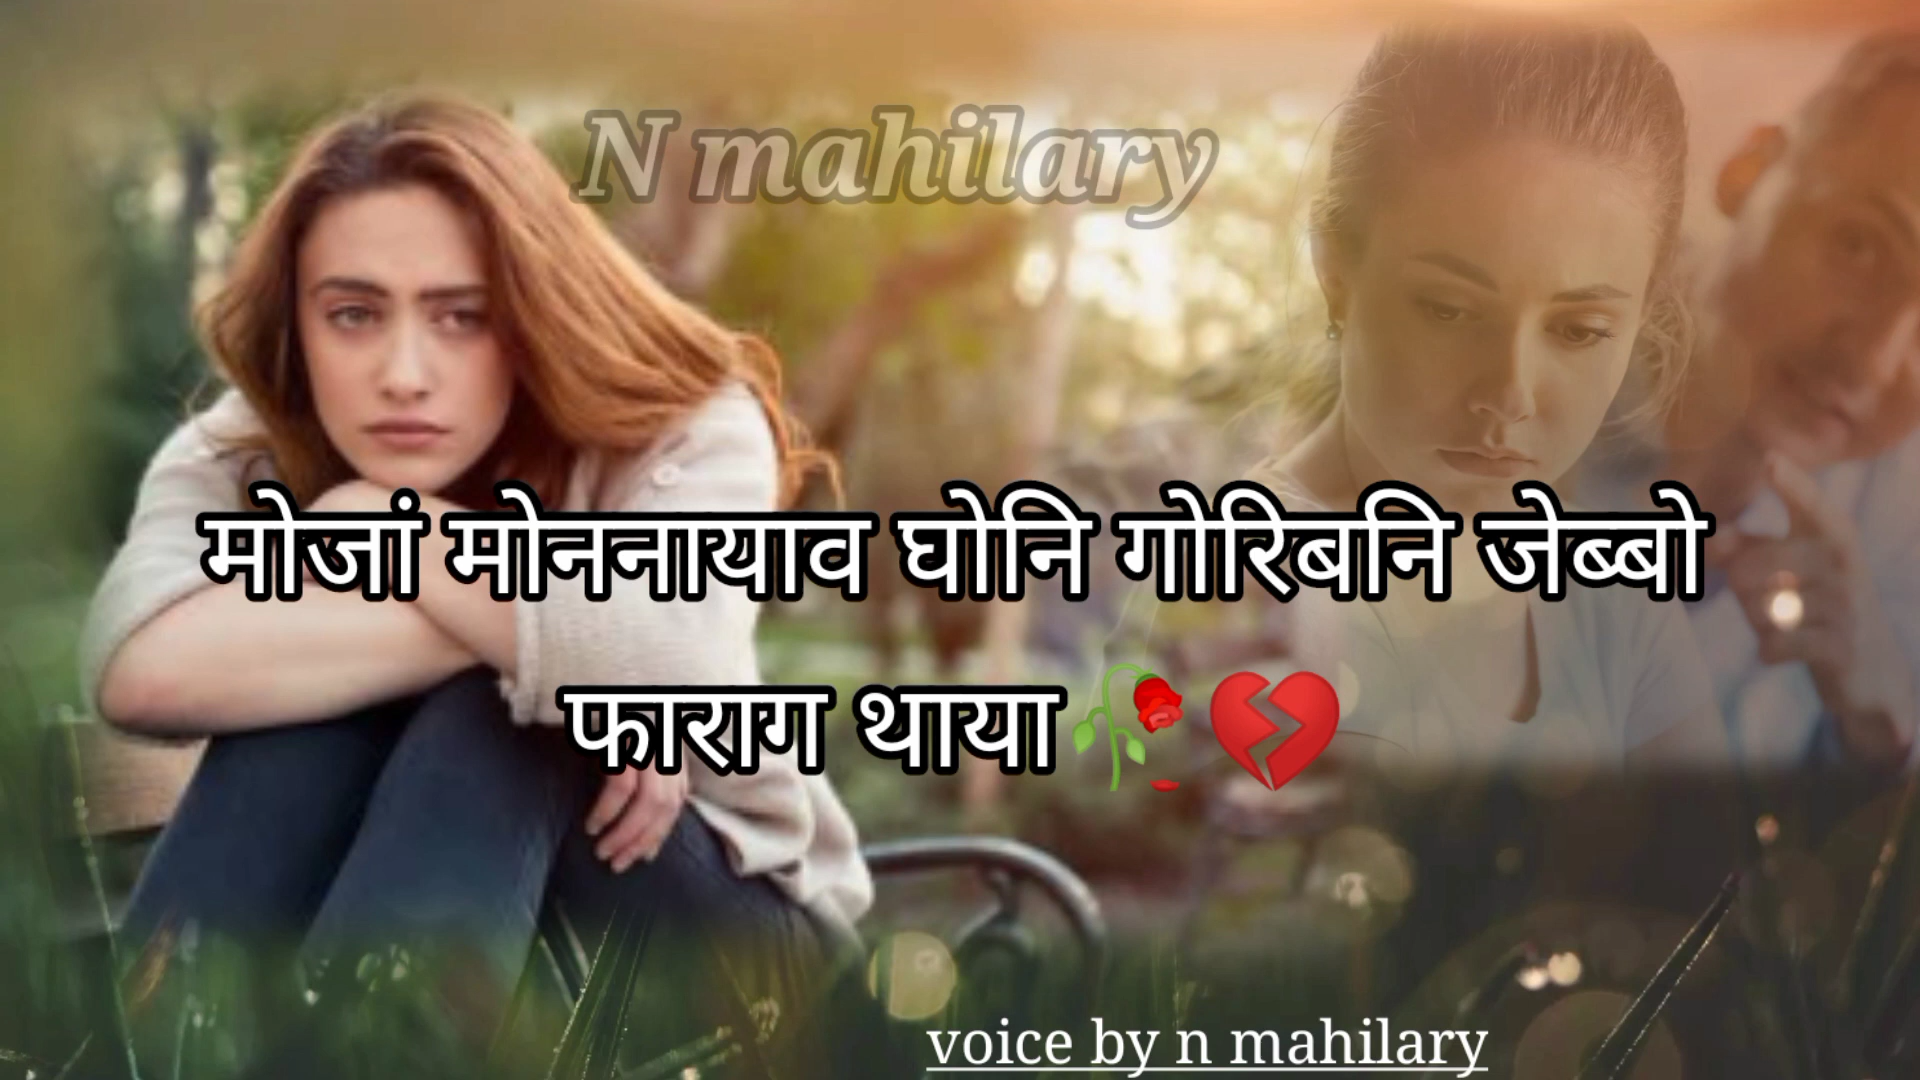 N mahilary
मोजां मोननायाव घोनि गोरिबनि जेब्बो
फाराग थाया🥀💔
voice by n mahilary